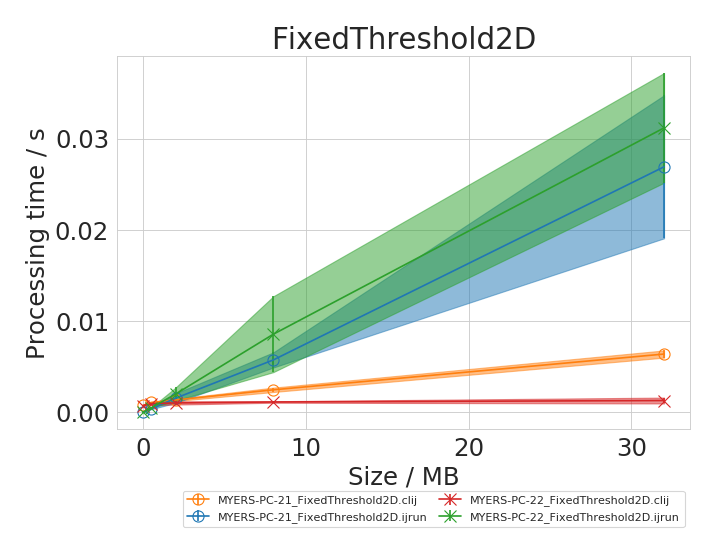 FixedThreshold2D
Processing time / s
0.03
0.02
0.01
0.00
0 10 20 30
Size / MB
MYERS-PC-21_FixedThreshold2D.clij MYERS-PC-22_FixedThreshold2D.clij
MYERS-PC-21_FixedThreshold2D.ijrun MYERS-PC-22_FixedThreshold2D.ijrun